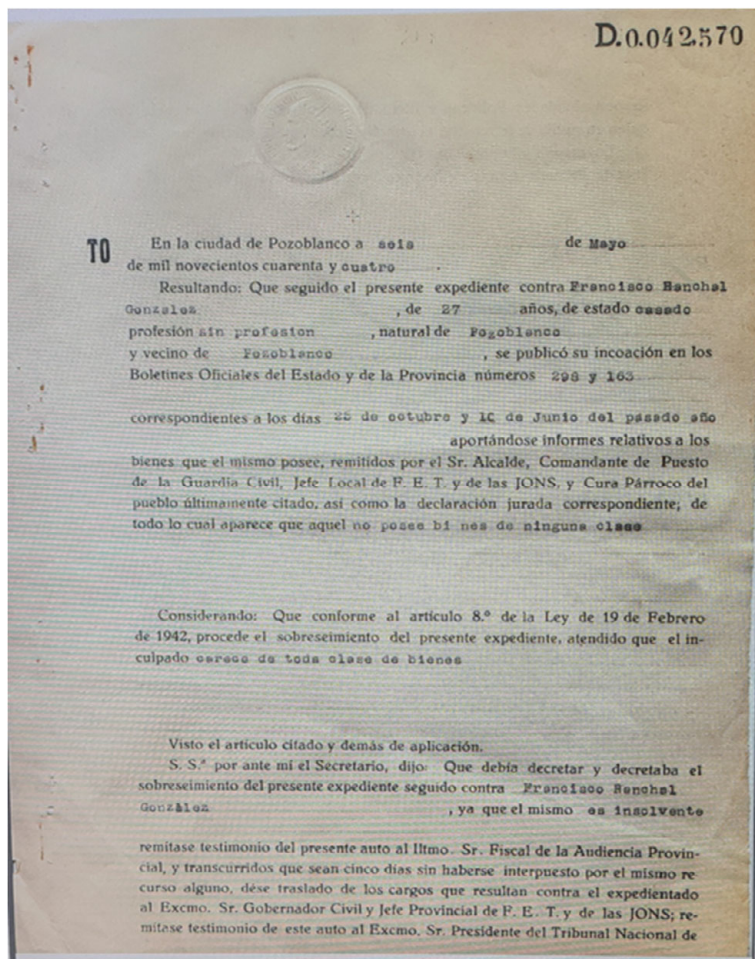 D.0.042.570
TO
En la ciudad de Pozoblanco a seis de Mayo
de mil novecientos cuarenta y cuatro .
Resultando: Que seguido el presente expediente contra Francisco Benchal
Gonzalez , de 27 años, de estado casado
profesión sin profesion , natural de Pozoblanco
y vecino de Pozoblanco , se publicó su incoación en los
Boletines Oficiales del Estado y de la Provincia números 298 y 163
correspondientes a los días 25 de octubre y 10 de Junio del pasado año
aportándose informes relativos a los
bienes que el mismo posee, remitidos por el Sr. Alcalde, Comandante de Puesto
de la Guardia Civil, Jefe Local de F. E. T. y de las JONS, y Cura Párroco del
pueblo últimamente citado, así como la declaración jurada correspondiente; de
todo lo cual aparece que aquel no posee bi nes de ninguna clase
Considerando: Que conforme al artículo 8.º de la Ley de 19 de Febrero
de 1942, procede el sobreseimiento del presente expediente, atendido que el in-
culpado carece de toda clase de bienes
Visto el artículo citado y demás de aplicación.
S. S.ª por ante mi el Secretario, dijo: Que debía decretar y decretaba el
sobreseimiento del presente expediente seguido contra Francisco Benchal
González , ya que el mismo es insolvente
remitase testimonio del presente auto al Iltmo. Sr. Fiscal de la Audiencia Provin-
cial, y transcurridos que sean cinco días sin haberse interpuesto por el mismo re
curso alguno, dése traslado de los cargos que resultan contra el expedientado
al Excmo. Sr. Gobernador Civil y Jefe Provincial de F. E. T. y de las JONS; re-
mitase testimonio de este auto al Excmo. Sr. Presidente del Tribunal Nacional de